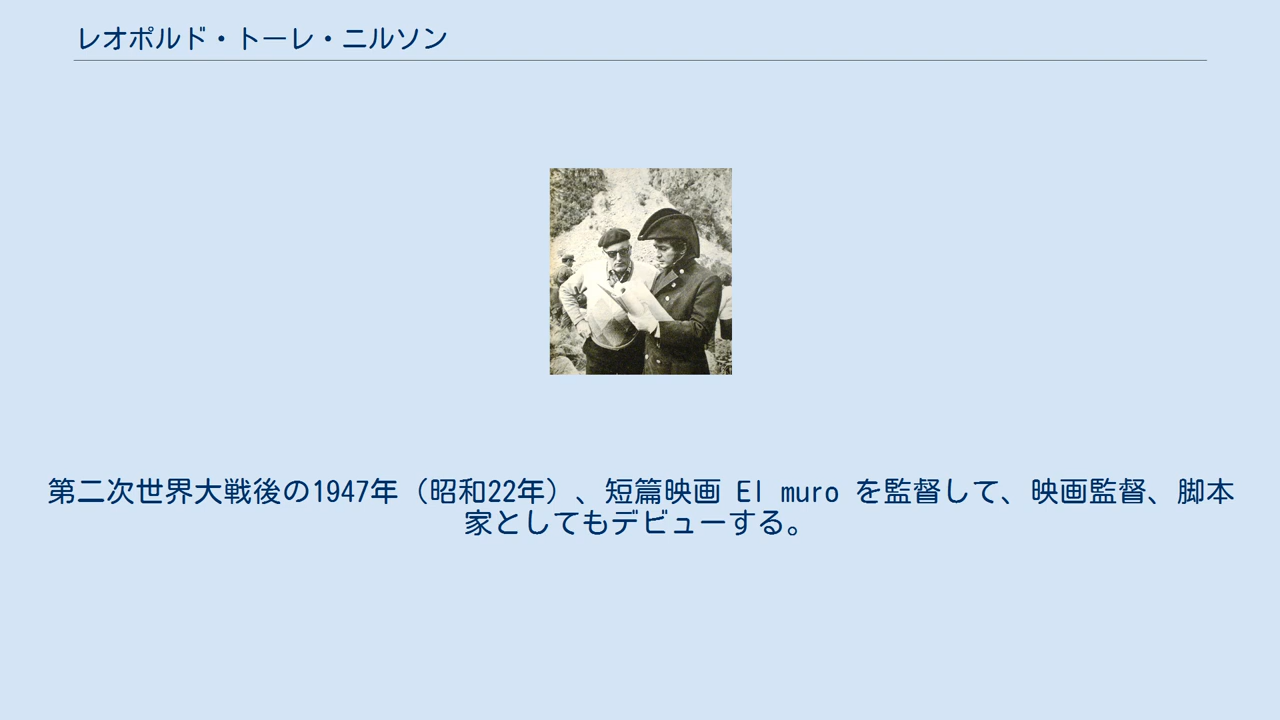 レオポルド・トーレ・ニルソン
第二次世界大戦後の1947年（昭和22年）、短篇映画 El muro を監督して、映画監督、脚本
家としてもデビューする。